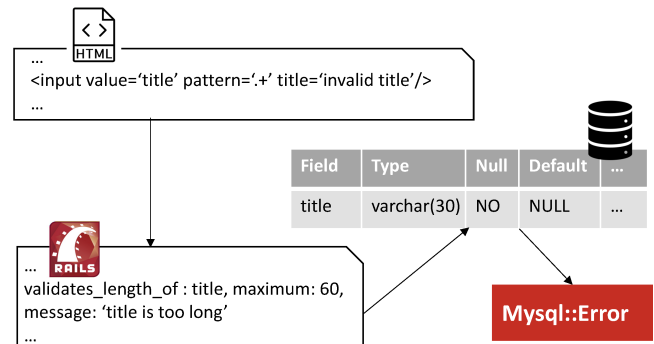 HTML
...
<input value=‘title’ pattern=‘.+’ title=‘invalid title’/>
...
Field Type Null Default ...
title varchar(30) NO NULL ...
RAILS
...
validates_length_of : title, maximum: 60,
message: ‘title is too long’
...
Mysql::Error